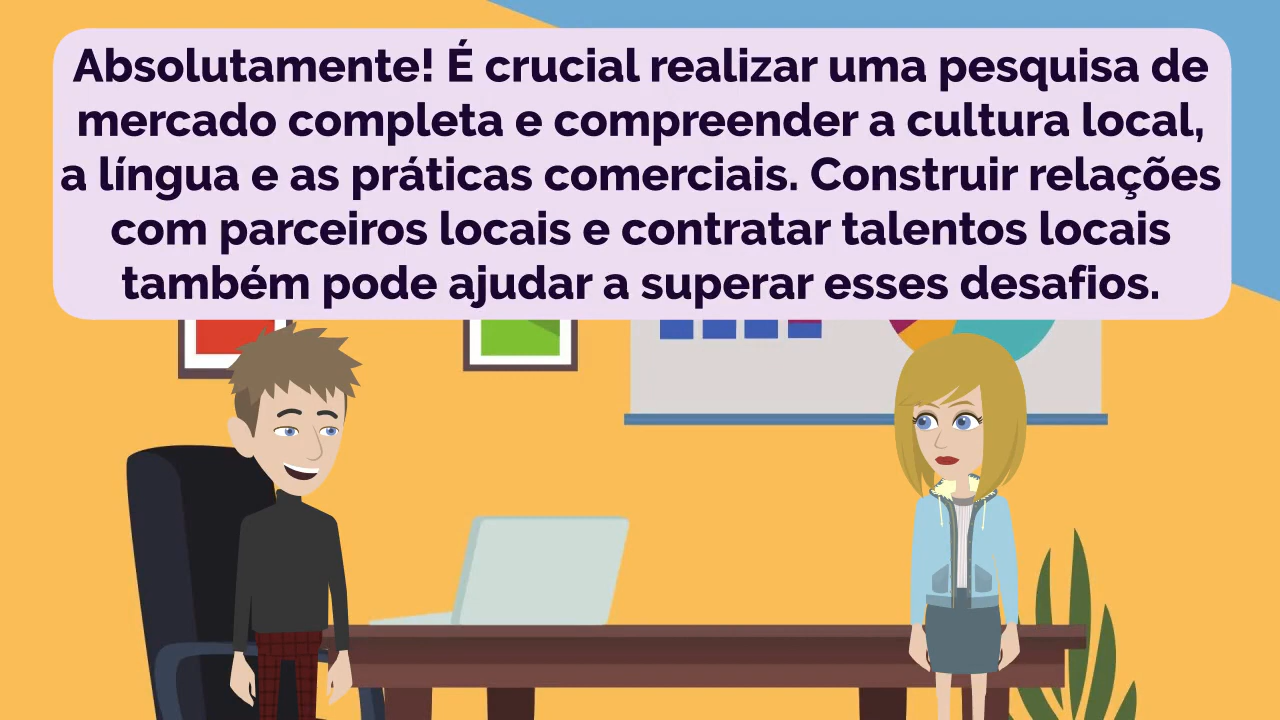 Absolutamente! É crucial realizar uma pesquisa de
mercado completa e compreender a cultura local,
a língua e as práticas comerciais. Construir relações
com parceiros locais e contratar talentos locais
também pode ajudar a superar esses desafios.